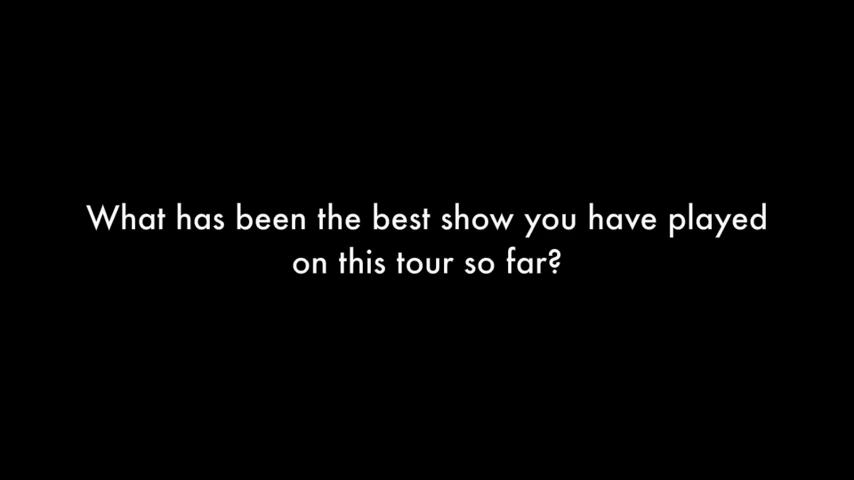 What has been the best show you have played
on this tour so far?